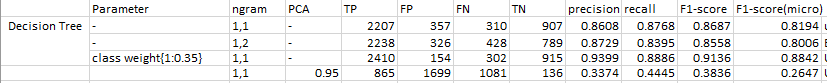 Parameter ngram PCA TP FP FN TN precision recall F1-score F1-score(micro)
Decision Tree - 1,1 - 2207 357 310 907 0.8608 0.8768 0.8687 0.8194
- 1,2 - 2238 326 428 789 0.8729 0.8395 0.8558 0.8006
class weight{1:0.35} 1,1 - 2410 154 302 915 0.9399 0.8886 0.9136 0.8842
1,1 0.95 865 1699 1081 136 0.3374 0.4445 0.3836 0.2647